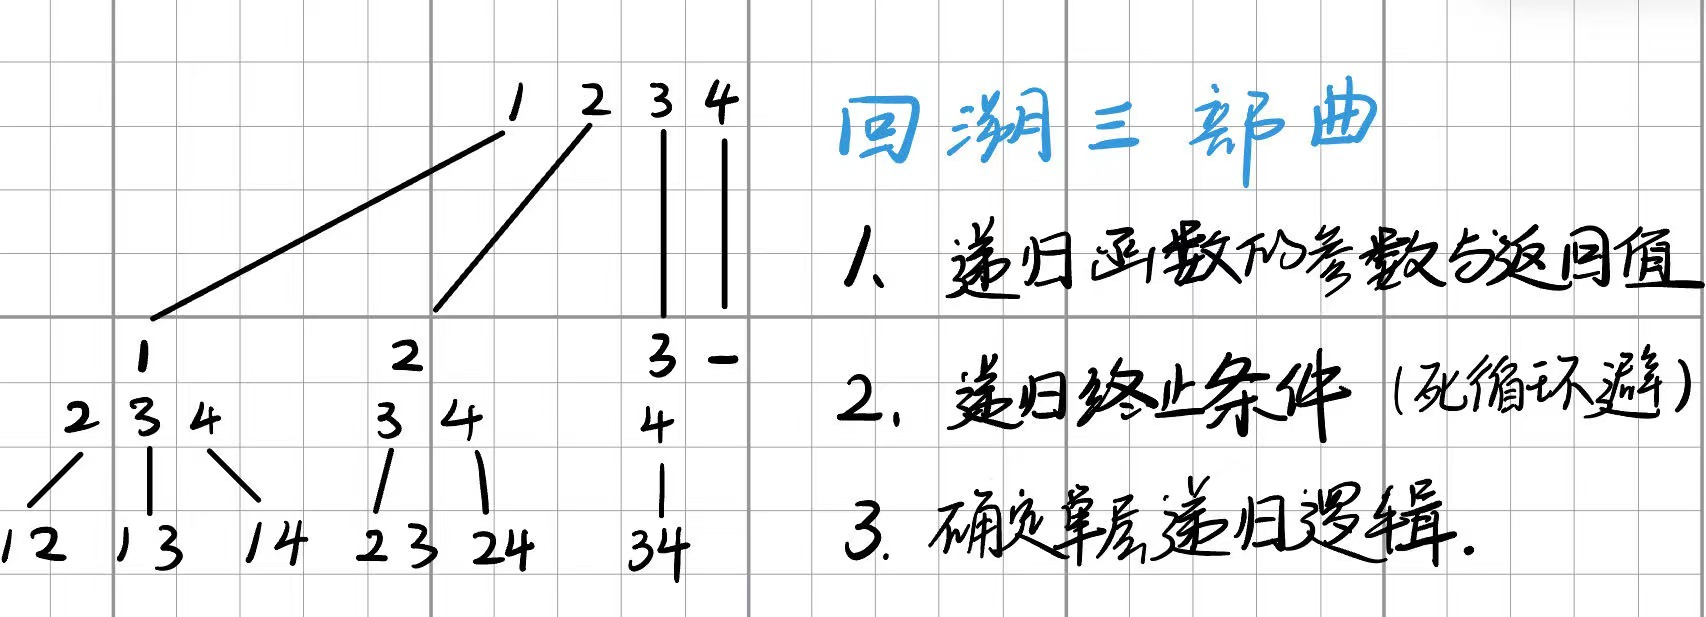 1 2 3 4
1 2 3 -
2 3 4 3 4 4
12 13 14 23 24 34
回溯三部曲
1、递归函数的参数与返回值
2. 递归终止条件(死循环避)
3. 确定单层递归逻辑.